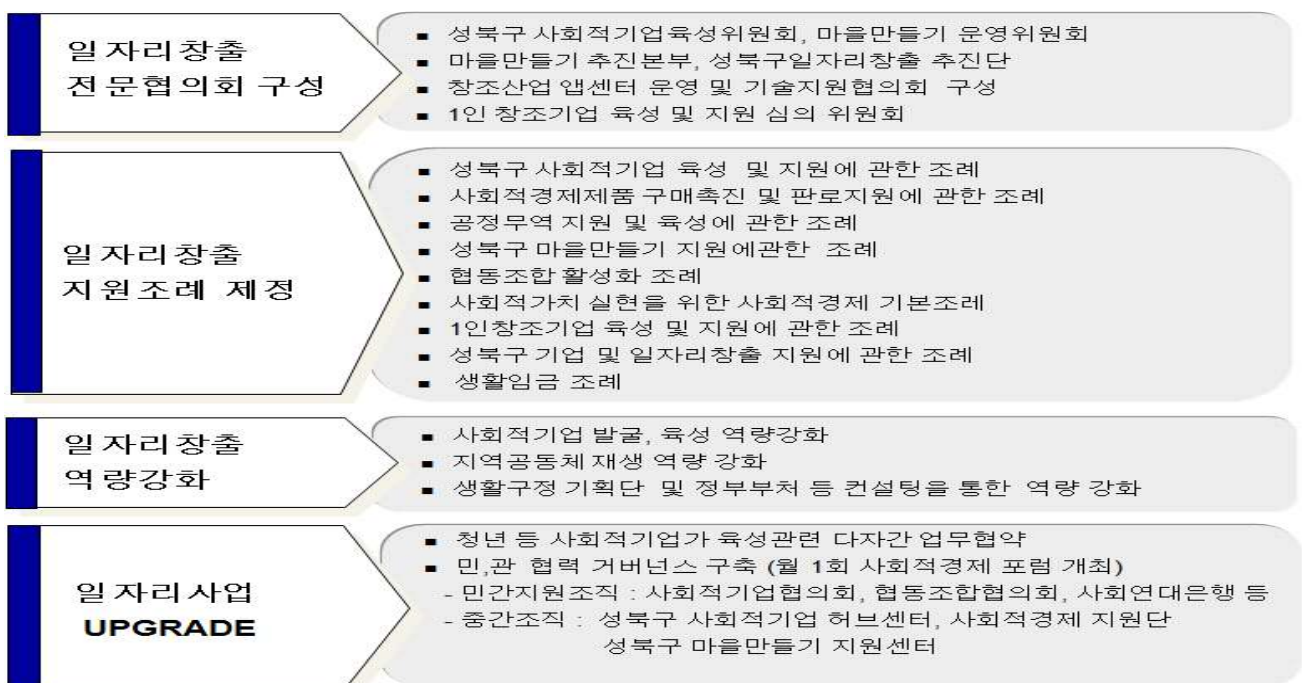 일자리창출
전문협의회 구성
▪ 성북구 사회적기업육성위원회, 마을만들기 운영위원회
▪ 마을만들기 추진본부, 성북구일자리창출 추진단
▪ 창조산업 앱센터 운영 및 기술지원협의회 구성
▪ 1인 창조기업 육성 및 지원 심의 위원회
일자리창출
지원조례 제정
▪ 성북구 사회적기업 육성 및 지원에 관한 조례
▪ 사회적경제제품 구매촉진 및 판로지원에 관한 조례
▪ 공정무역 지원 및 육성에 관한 조례
▪ 성북구 마을만들기 지원에관한 조례
▪ 협동조합 활성화 조례
▪ 사회적가치 실현을 위한 사회적경제 기본조레
▪ 1인창조기업 육성 및 지원에 관한 조례
▪ 성북구 기업 및 일자리창출 지원에 관한 조례
▪ 생활임금 조례
일자리창출
역량강화
▪ 사회적기업 발굴, 육성 역량강화
▪ 지역공동체 재생 역량 강화
▪ 생활구정 기획단 및 정부부처 등 컨설팅을 통한 역량 강화
일자리사업
UPGRADE
▪ 청년 등 사회적기업가 육성관련 다자간 업무협약
▪ 민,관 협력 거버넌스 구축 (월 1회 사회적경제 포럼 개최)
- 민간지원조직 : 사회적기업협의회, 협동조합협의회, 사회연대은행 등
- 중간조직 : 성북구 사회적기업 허브센터, 사회적경제 지원단
성북구 마을만들기 지원센터